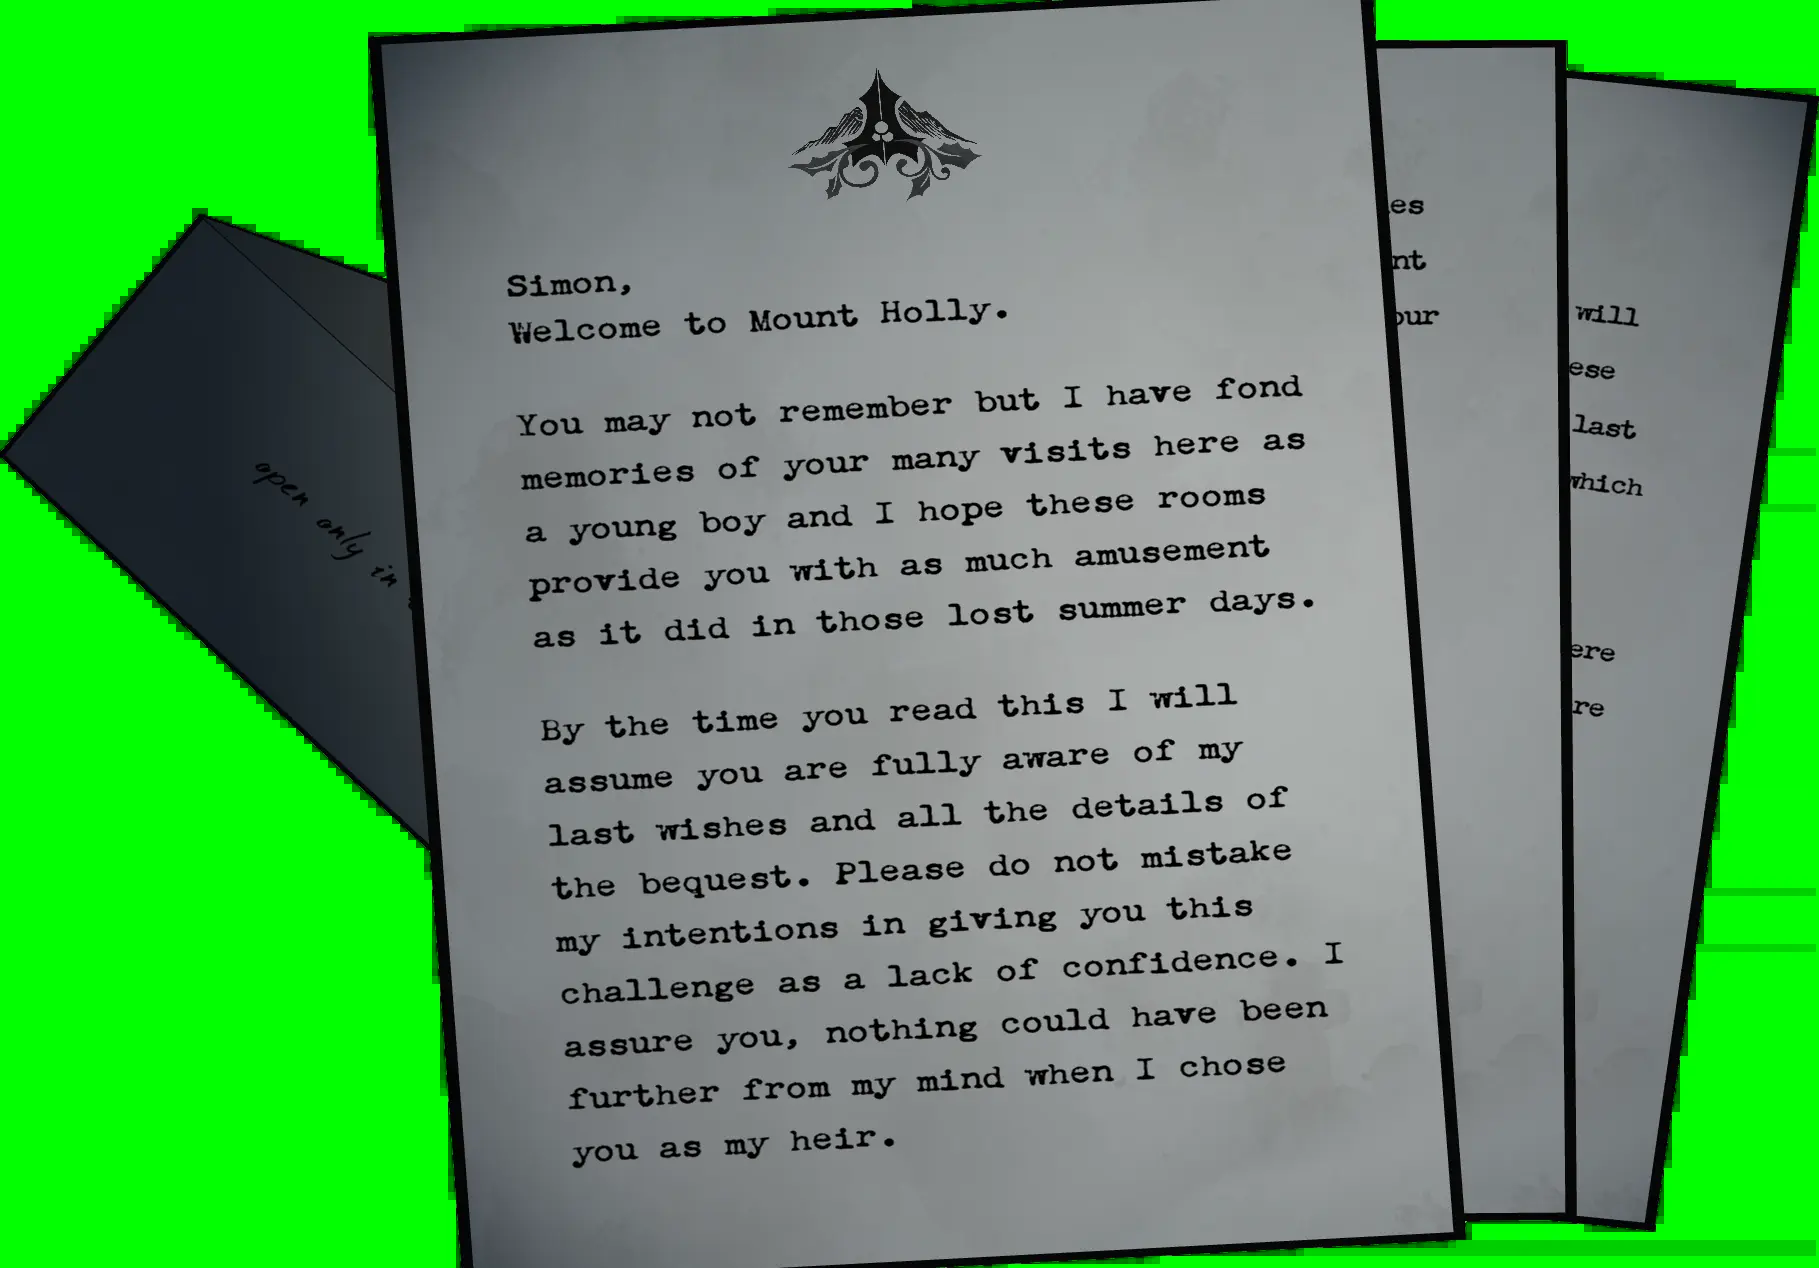 Simon,
Welcome to Mount Holly.
You may not remember but I have fond
memories of your many visits here as
a young boy and I hope these rooms
provide you with as much amusement
as it did in those lost summer days.
By the time you read this I will
assume you are fully aware of my
last wishes and all the details of
the bequest. Please do not mistake
my intentions in giving you this
challenge as a lack of confidence. I
assure you, nothing could have been
further from my mind when I chose
you as my heir.
open only in
es
nt
our
will
ese
last
which
ere
re